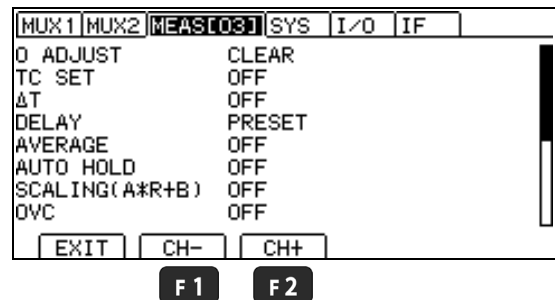 MUX1 MUX2 MEAS[03] SYS I/O IF
0 ADJUST CLEAR
TC SET OFF
ΔT OFF
DELAY PRESET
AVERAGE OFF
AUTO HOLD OFF
SCALING(A*R+B) OFF
OVC OFF
EXIT CH- CH+
F1 F2